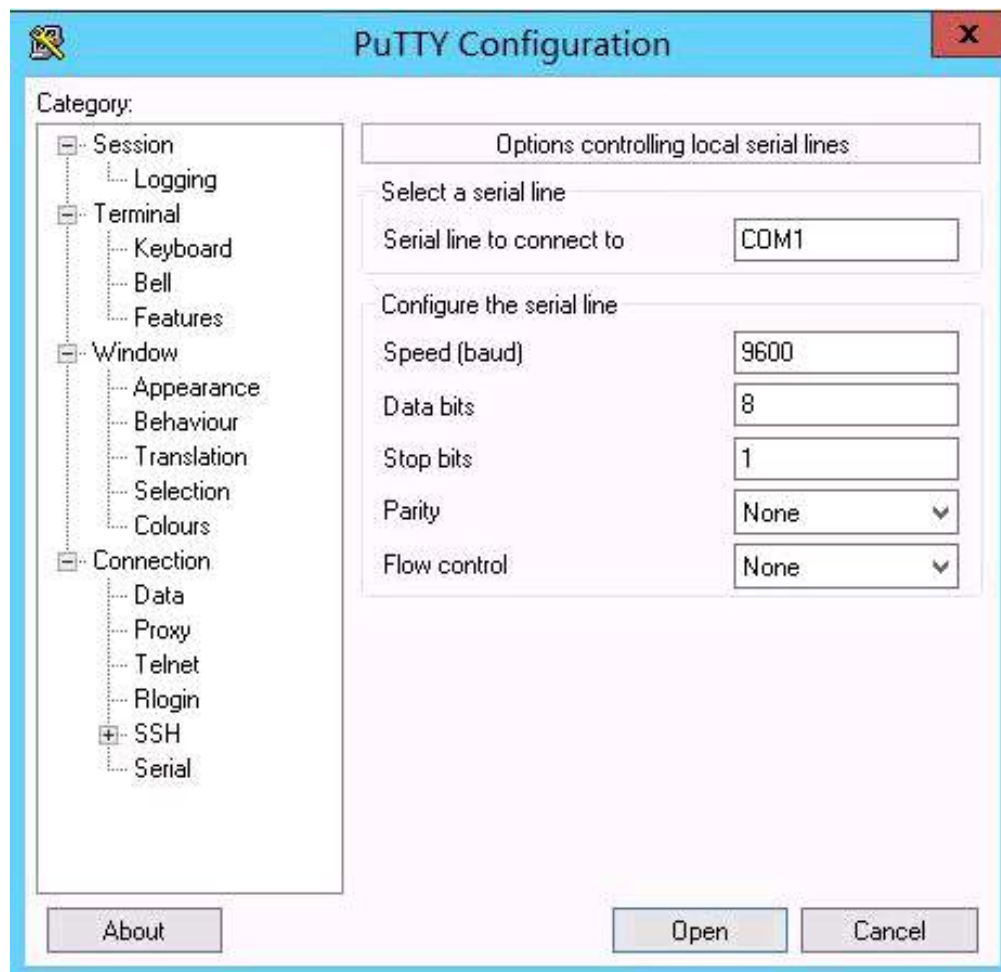 PuTTY Configuration
x
Category:
Session
Logging
Terminal
Keyboard
Bell
Features
Window
Appearance
Behaviour
Translation
Selection
Colours
Connection
Data
Proxy
Telnet
Rlogin
SSH
Serial
Options controlling local serial lines
Select a serial line
Serial line to connect to COM1
Configure the serial line
Speed (baud) 9600
Data bits 8
Stop bits 1
Parity None
Flow control None
About Open Cancel